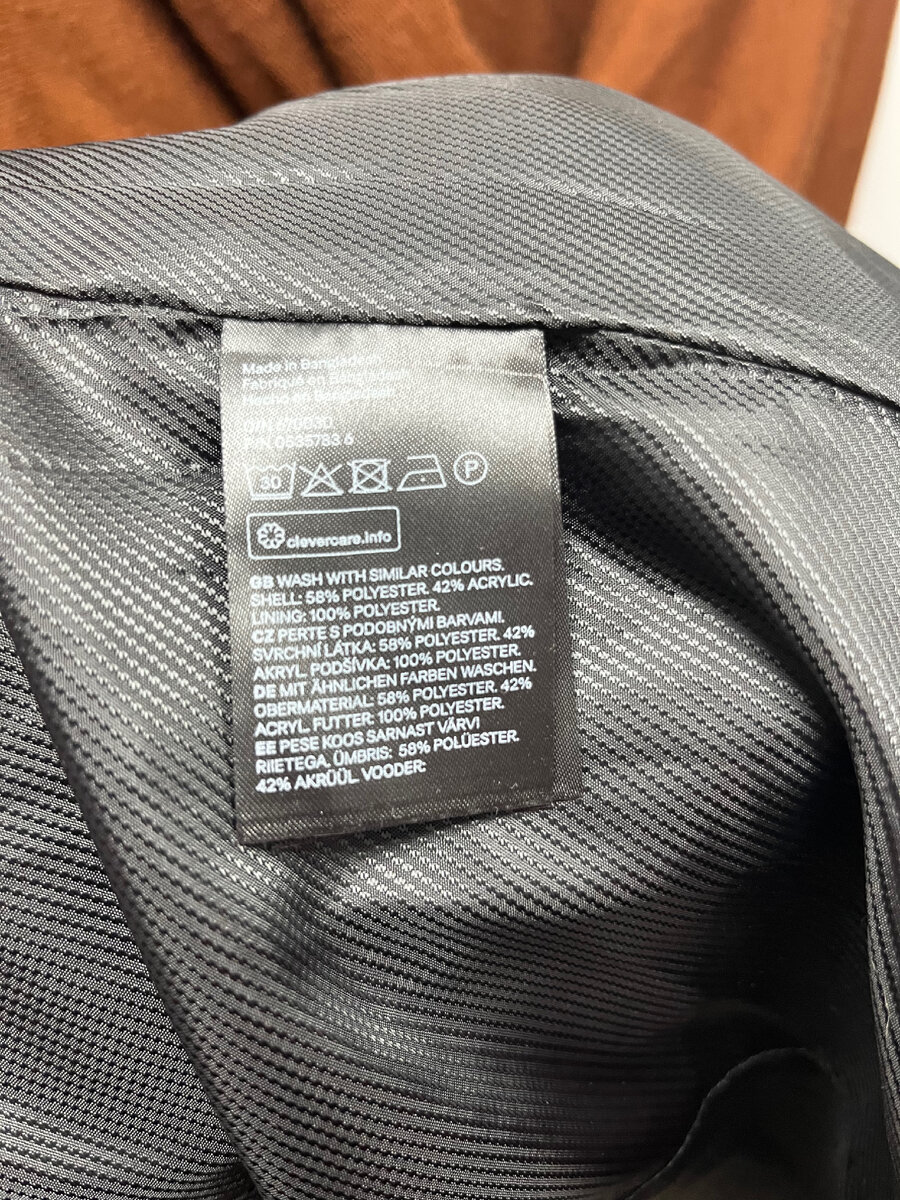 Made in Bangladesh
Fabriqué en Bangladesh
Hecho en Bangladesh
0535783.6
30 P
clevercare.info
GB WASH WITH SIMILAR COLOURS.
SHELL: 58% POLYESTER. 42% ACRYLIC.
LINING: 100% POLYESTER.
CZ PERTE S PODOBNÝMI BARVAMI.
SVRCHNÍ LÁTKA: 58% POLYESTER. 42%
AKRYL. PODŠÍVKA: 100% POLYESTER.
DE MIT ÄHNLICHEN FARBEN WASCHEN.
OBERMATERIAL: 58% POLYESTER. 42%
ACRYL. FUTTER: 100% POLYESTER.
EE PESE KOOS SARNAST VÄRVI
RIIETEGA. ÜMBRIS: 58% POLÜESTER.
42% AKRÜÜL. VOODER: